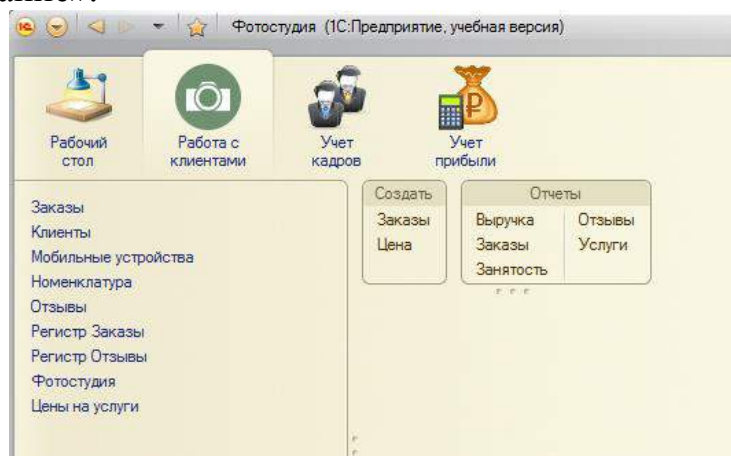 Фотостудия (1С:Предприятие, учебная версия)
Рабочий стол
Работа с клиентами
Учет кадров
Учет прибыли
Заказы
Клиенты
Мобильные устройства
Номенклатура
Отзывы
Регистр Заказы
Регистр Отзывы
Фотостудия
Цены на услуги
Создать
Заказы
Цена
Отчеты
Выручка
Заказы
Занятость
Отзывы
Услуги